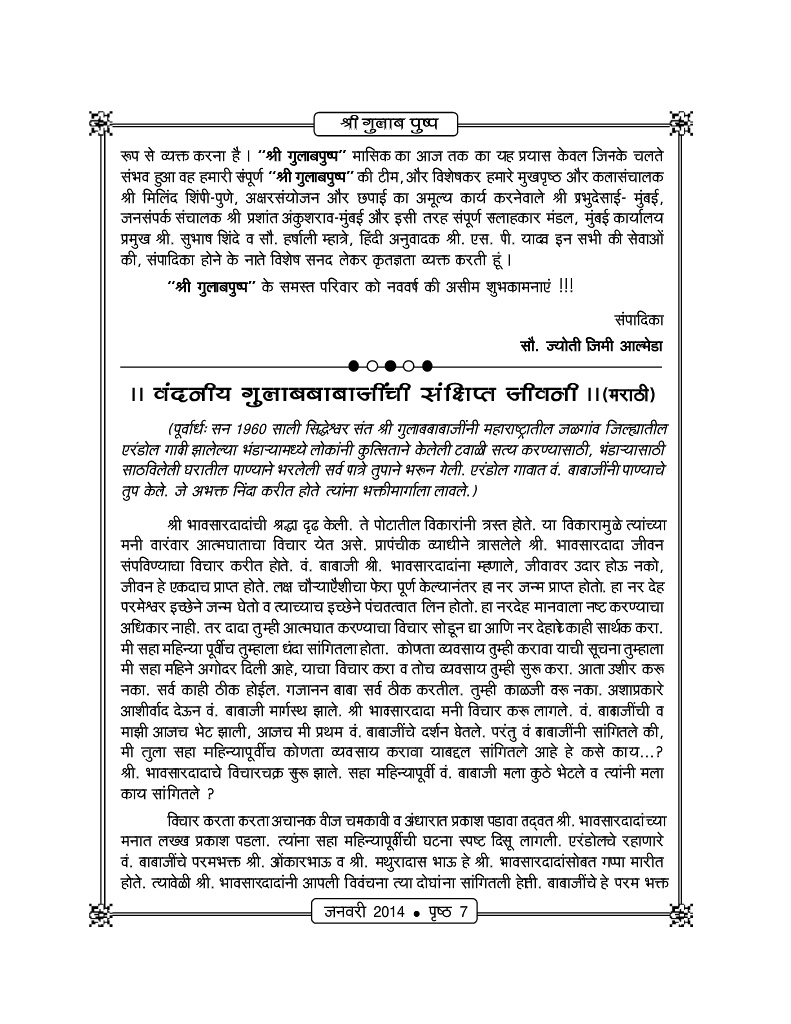 श्री गुलाब पुष्प
रूप से व्यक्त करना है । "श्री गुलाबपुष्प" मासिक का आज तक का यह प्रयास केवल जिनके चलते
संभव हुआ वह हमारी संपूर्ण "श्री गुलाबपुष्प" की टीम,और विशेषकर हमारे मुखपृष्ठ और कलासंचालक
श्री मिलिंद शिंपी-पुणे, अक्षरसंयोजन और छपाई का अमूल्य कार्य करनेवाले श्री प्रभुदेसाई- मुंबई,
जनसंपर्क संचालक श्री प्रशांत अंकुशराव-मुंबई और इसी तरह संपूर्ण सलाहकार मंडल, मुंबई कार्यालय
प्रमुख श्री. सुभाष शिंदे व सौ. हर्षाली म्हात्रे, हिंदी अनुवादक श्री. एस. पी. यादव इन सभी की सेवाओं
की, संपादिका होने के नाते विशेष सनद लेकर कृतज्ञता व्यक्त करती हूं ।
"श्री गुलाबपुष्प" के समस्त परिवार को नववर्ष की असीम शुभकामनाएं !!!
संपादिका
सौ. ज्योती जिमी आल्मेडा
।। वंदनीय गुलाबबाबाजींची संक्षिप्त जीवनी ।।(मराठी)
(पूर्वार्धः सन 1960 साली सिद्धेश्वर संत श्री गुलाबबाबाजींनी महाराष्ट्रातील जळगांव जिल्ह्यातील
एरंडोल गावी झालेल्या भंडाऱ्यामध्ये लोकांनी कुत्सिताने केलेली टवाळी सत्य करण्यासाठी, भंडाऱ्यासाठी
साठविलेली घरातील पाण्याने भरलेली सर्व पात्रे तुपाने भरून गेली. एरंडोल गावात वं. बाबाजींनी पाण्याचे
तुप केले. जे अभक्त निंदा करीत होते त्यांना भक्तीमार्गाला लावले.)
श्री भावसारदादांची श्रद्धा दृढ केली. ते पोटातील विकारांनी त्रस्त होते. या विकारामुळे त्यांच्या
मनी वारंवार आत्मघाताचा विचार येत असे. प्रापंचीक व्याधीने त्रासलेले श्री. भावसारदादा जीवन
संपविण्याचा विचार करीत होते. वं. बाबाजी श्री. भावसारदादांना म्हणाले, जीवावर उदार होऊ नको,
जीवन हे एकदाच प्राप्त होते. लक्ष चौऱ्याऐशीचा फेरा पूर्ण केल्यानंतर हा नर जन्म प्राप्त होतो. हा नर देह
परमेश्वर इच्छेने जन्म घेतो व त्याच्याच इच्छेने पंचतत्वात लिन होतो. हा नरदेह मानवाला नष्ट करण्याचा
अधिकार नाही. तर दादा तुम्ही आत्मघात करण्याचा विचार सोडून द्या आणि नर देहाचे काही सार्थक करा.
मी सहा महिन्या पूर्वीच तुम्हाला धंदा सांगितला होता. कोणता व्यवसाय तुम्ही करावा याची सूचना तुम्हाला
मी सहा महिने अगोदर दिली आहे, याचा विचार करा व तोच व्यवसाय तुम्ही सुरू करा. आता उशीर करू
नका. सर्व काही ठीक होईल. गजानन बाबा सर्व ठीक करतील. तुम्ही काळजी वरू नका. अशाप्रकारे
आशीर्वाद देऊन वं. बाबाजी मार्गस्थ झाले. श्री भावसारदादा मनी विचार करू लागले. वं. बाबाजींची व
माझी आजच भेट झाली, आजच मी प्रथम वं. बाबाजींचे दर्शन घेतले. परंतु वं बाबाजींनी सांगितले की,
मी तुला सहा महिन्यापूर्वीच कोणता व्यवसाय करावा याबद्दल सांगितले आहे हे कसे काय...?
श्री. भावसारदादाचे विचारचक्र सुरू झाले. सहा महिन्यापूर्वी वं. बाबाजी मला कुठे भेटले व त्यांनी मला
काय सांगितले ?
विचार करता करता अचानक वीज चमकावी व अंधारात प्रकाश पडावा तद्वत श्री. भावसारदादांच्या
मनात लख्ख प्रकाश पडला. त्यांना सहा महिन्यापूर्वीची घटना स्पष्ट दिसू लागली. एरंडोलचे रहाणारे
वं. बाबाजींचे परमभक्त श्री. ओंकारभाऊ व श्री. मथुरादास भाऊ हे श्री. भावसारदादांसोबत गप्पा मारीत
होते. त्यावेळी श्री. भावसारदादांनी आपली विवंचना त्या दोघांना सांगितली होती. बाबाजींचे हे परम भक्त
जनवरी 2014 ● पृष्ठ 7